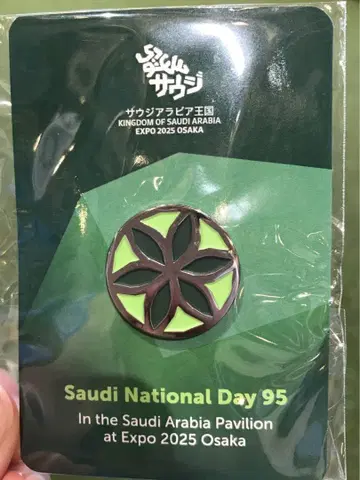 サウジ
サウジアラビア王国
KINGDOM OF SAUDI ARABIA
EXPO 2025 OSAKA
Saudi National Day 95
In the Saudi Arabia Pavilion
at Expo 2025 Osaka